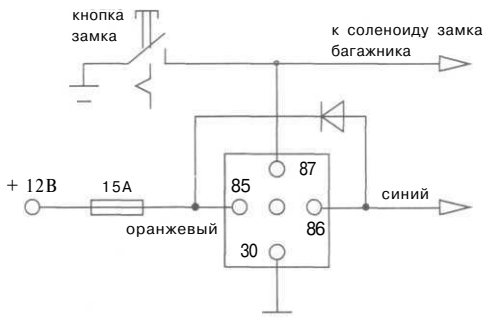 кнопка
замка
к соленоиду замка
багажника
87
85
+ 12В
15А
синий
86
оранжевый
30